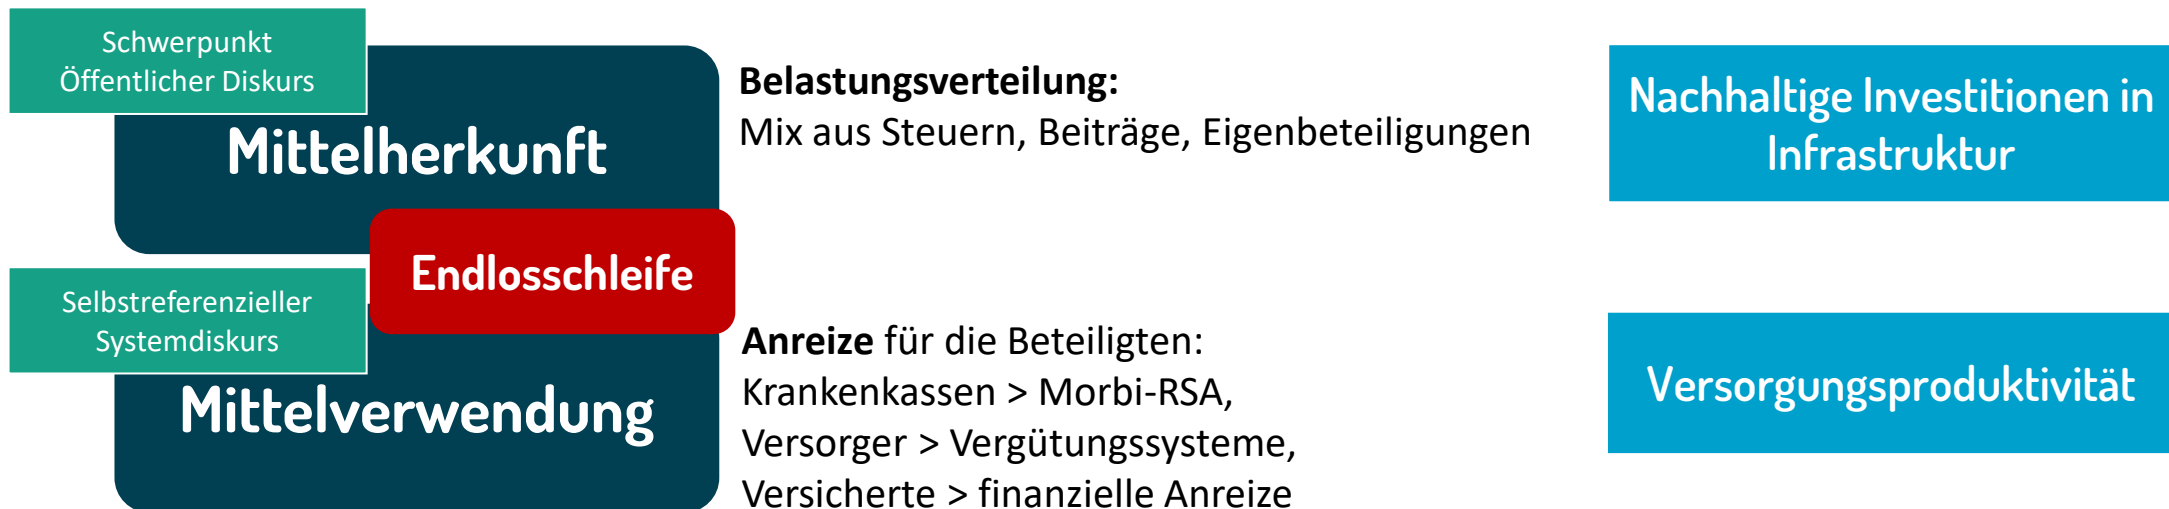 Schwerpunkt
Öffentlicher Diskurs
Mittelherkunft
Belastungsverteilung:
Mix aus Steuern, Beiträge, Eigenbeteiligungen
Nachhaltige Investitionen in
Infrastruktur
Endlosschleife
Selbstreferenzieller
Systemdiskurs
Mittelverwendung
Anreize für die Beteiligten:
Krankenkassen > Morbi-RSA,
Versorger > Vergütungssysteme,
Versicherte > finanzielle Anreize
Versorgungsproduktivität